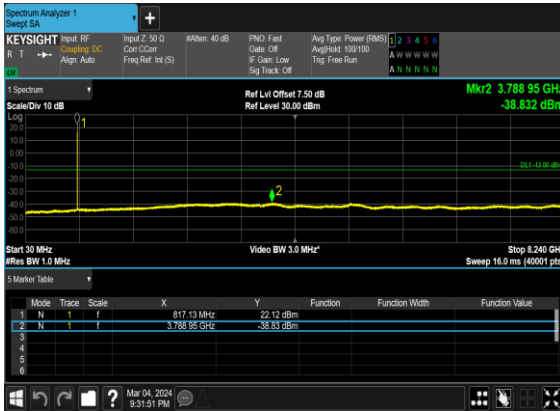 Spectrum Analyzer 1
Swept SA
KEYSIGHT
R T
LW
Input: RF
Coupling: DC
Align: Auto
Input Z: 50 Ω
Corr CCorr
Freq Ref: Int (S)
#Atten: 40 dB
PNO: Fast
Gate: Off
IF Gain: Low
Sig Track: Off
Avg Type: Power (RMS)
Avg|Hold: 100/100
Trig: Free Run
1 2 3 4 5 6
A W W W W W
A N N N N N
1 Spectrum
Scale/Div 10 dB
Log
Ref Lvl Offset 7.50 dB
Ref Level 30.00 dBm
Mkr2 3.788 95 GHz
-38.832 dBm
20.0
10.0
0.00
-10.0
-20.0
-30.0
-40.0
-50.0
-60.0
1
2
DL1 -13.00 dBm
Start 30 MHz
#Res BW 1.0 MHz
Video BW 3.0 MHz*
Stop 8.240 GHz
Sweep 16.0 ms (40001 pts)
5 Marker Table
Mode Trace Scale X Y Function Function Width Function Value
1 N 1 f 817.13 MHz 22.12 dBm
2 N 1 f 3.788 95 GHz -38.83 dBm
3
4
5
6
Mar 04, 2024
9:31:51 PM